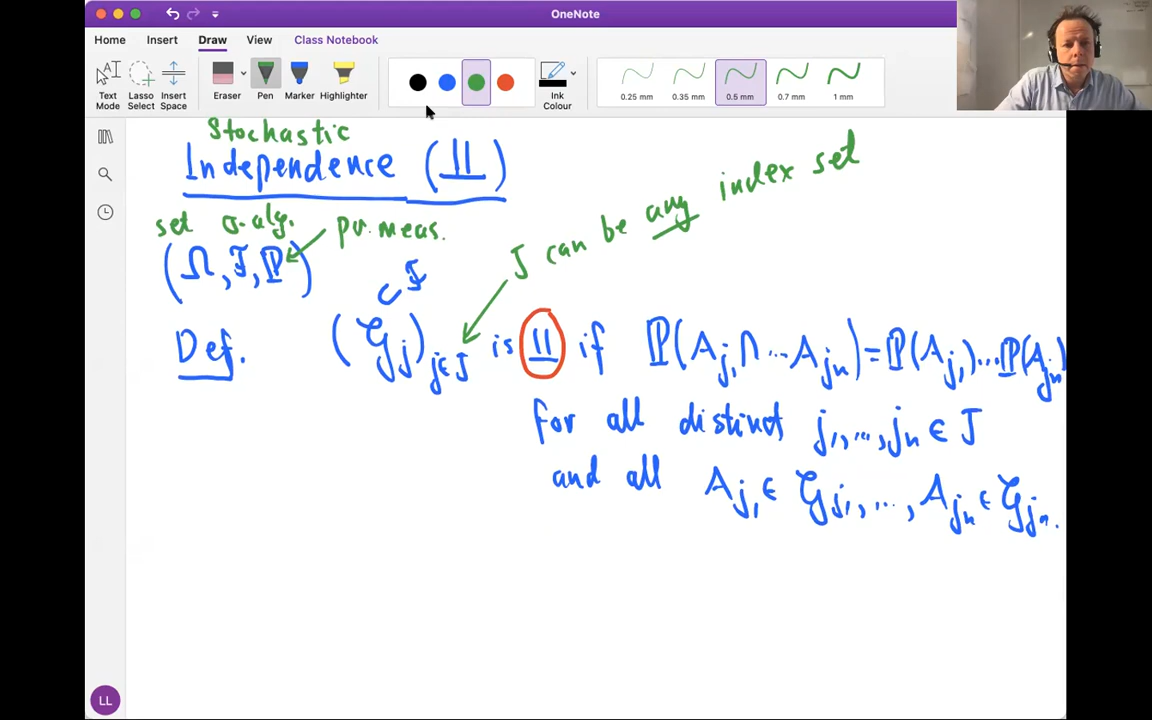 OneNote
Home Insert Draw View Class Notebook
Text Mode Lasso Select Insert Space Eraser Pen Marker Highlighter Ink Colour 0.25 mm 0.35 mm 0.5 mm 0.7 mm 1 mm
Stochastic
Independence (⫫)
set σ-alg. pr. meas.
(Ω, ℱ, ℙ)
J can be any index set
⊂ ℱ
Def. (𝒢j)j∈J is ⫫ if ℙ(Aj1 ∩ ... Ajn) = ℙ(Aj1)...ℙ(Ajn)
for all distinct j1,...,jn ∈ J
and all Aj1 ∈ 𝒢j1,..., Ajn ∈ 𝒢jn.
LL